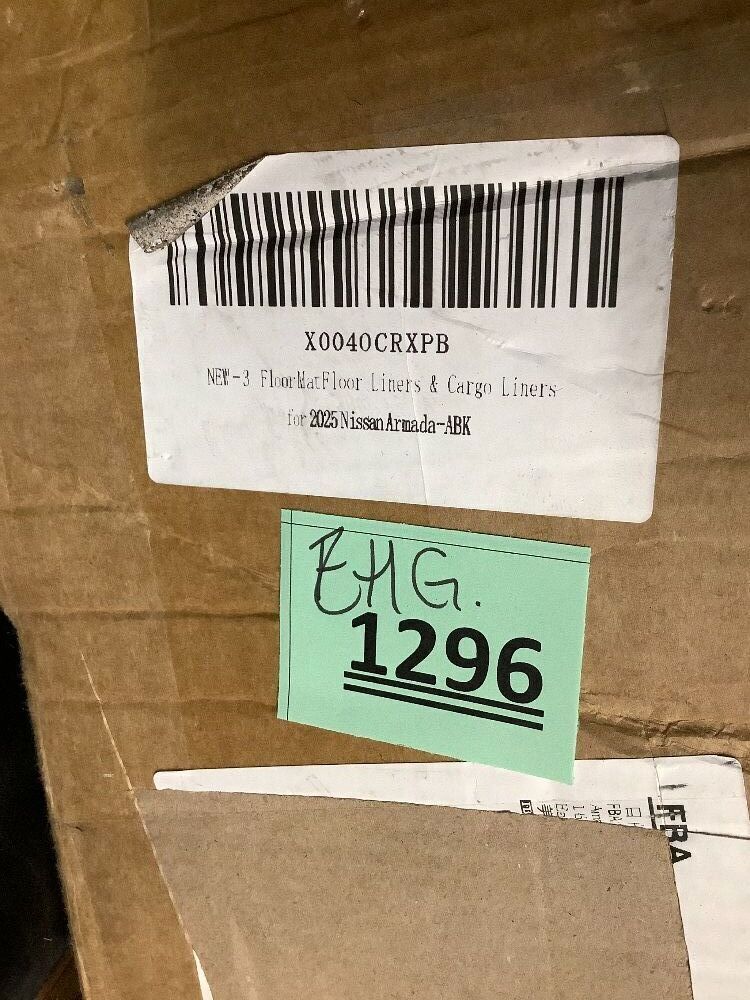 X0040CRXPB
NEW-3 FloorMatFloor Liners & Cargo Liners
for 2025 Nissan Armada-ABK
EHG.
1296
FBA